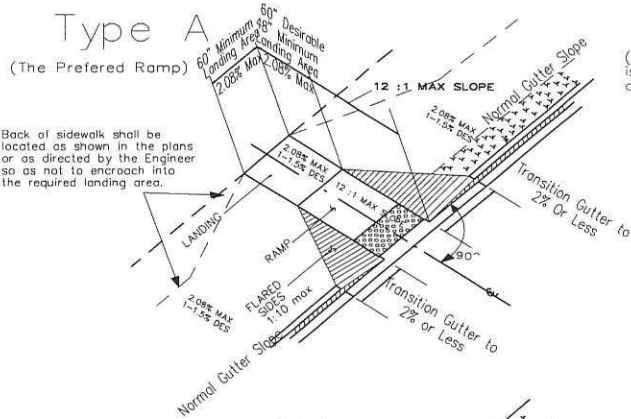 Type A
(The Prefered Ramp)
60" Minimum
Landing Area
2.08% Max
60" Desirable
48" Minimum
Landing Area
2.08% Max
12 :1 MAX SLOPE
Normal Gutter Slope
2.08% MAX
1-1.5% DES
Back of sidewalk shall be
located as shown in the plans
or as directed by the Engineer
so as not to encroach into
the required landing area.
2.08% MAX
1-1.5% DES
12 :1 MAX
LANDING
RAMP
FLARED
SIDES
1:10 max
2.08% MAX
1-1.5% DES
Transition Gutter to
2% Or Less
90^
Transition Gutter to
2% or Less
Normal Gutter Slope